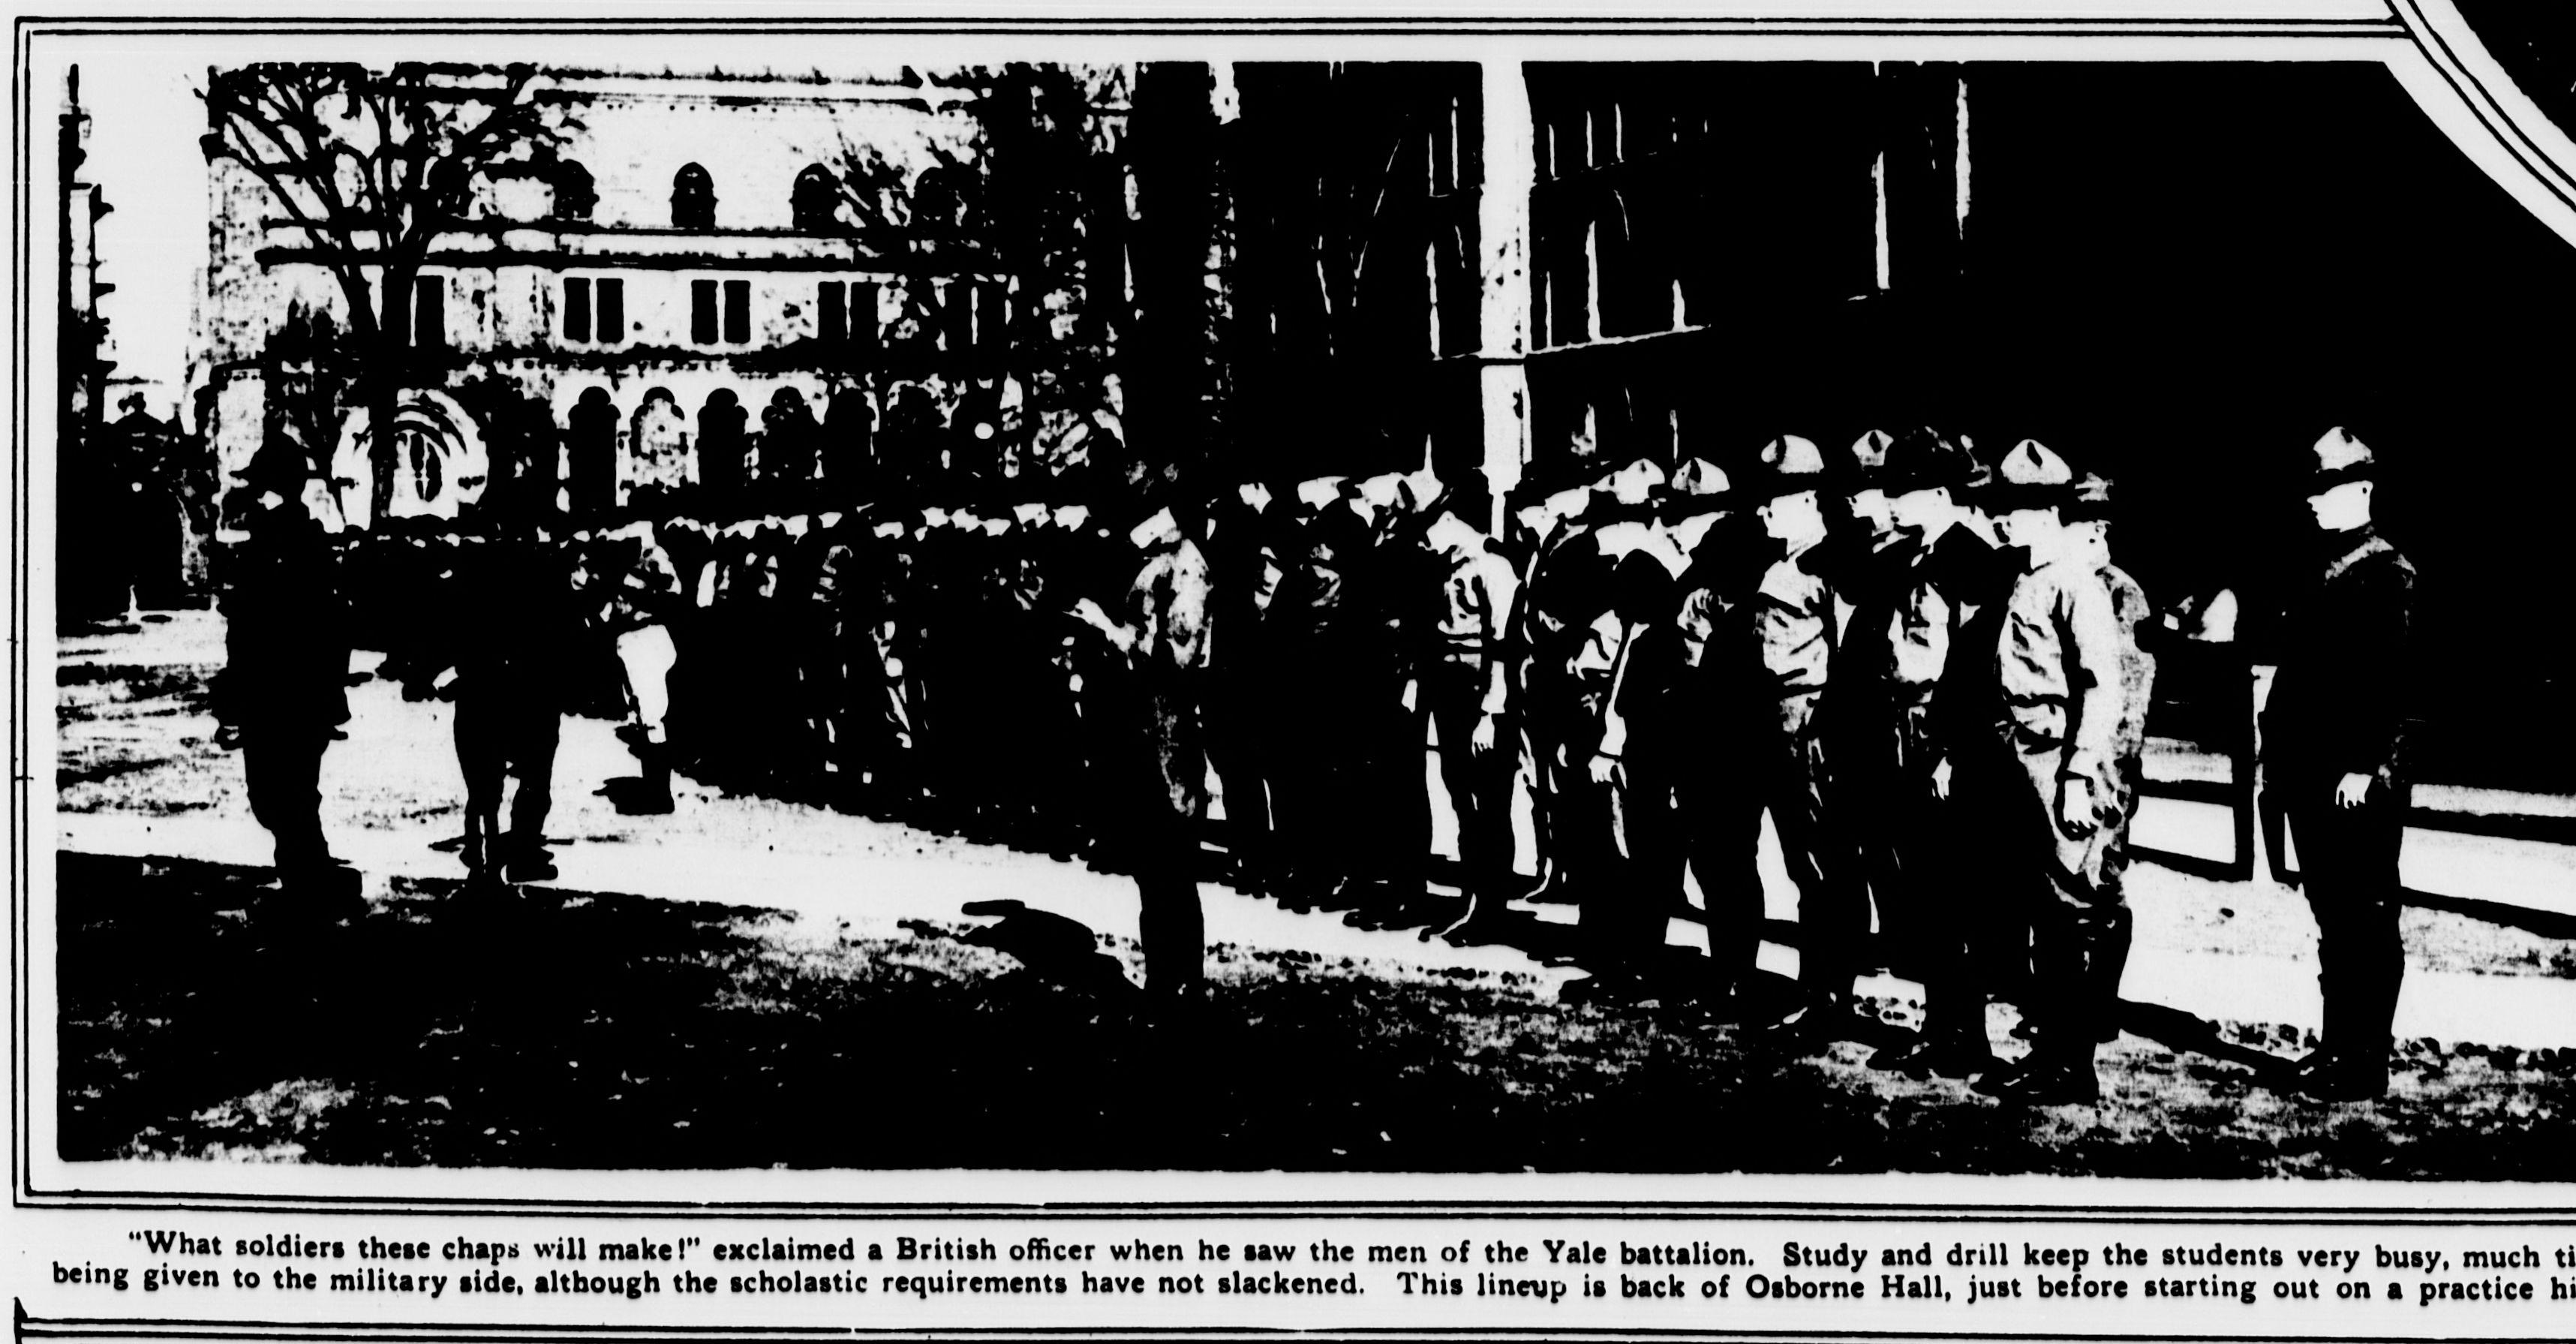 "What soldiers these chaps will make!" exclaimed a British officer when he saw the men of the Yale battalion. Study and drill keep the students very busy, much ti
being given to the military side, although the scholastic requirements have not slackened. This lineup is back of Osborne Hall, just before starting out on a practice hi